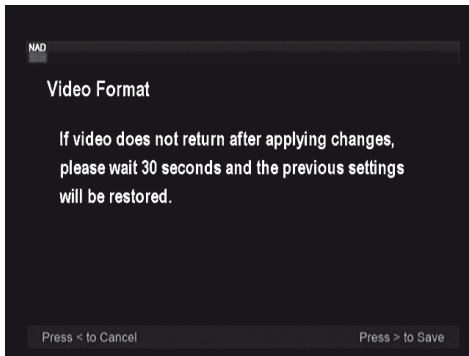 NAD
Video Format
If video does not return after applying changes,
please wait 30 seconds and the previous settings
will be restored.
Press < to Cancel
Press > to Save